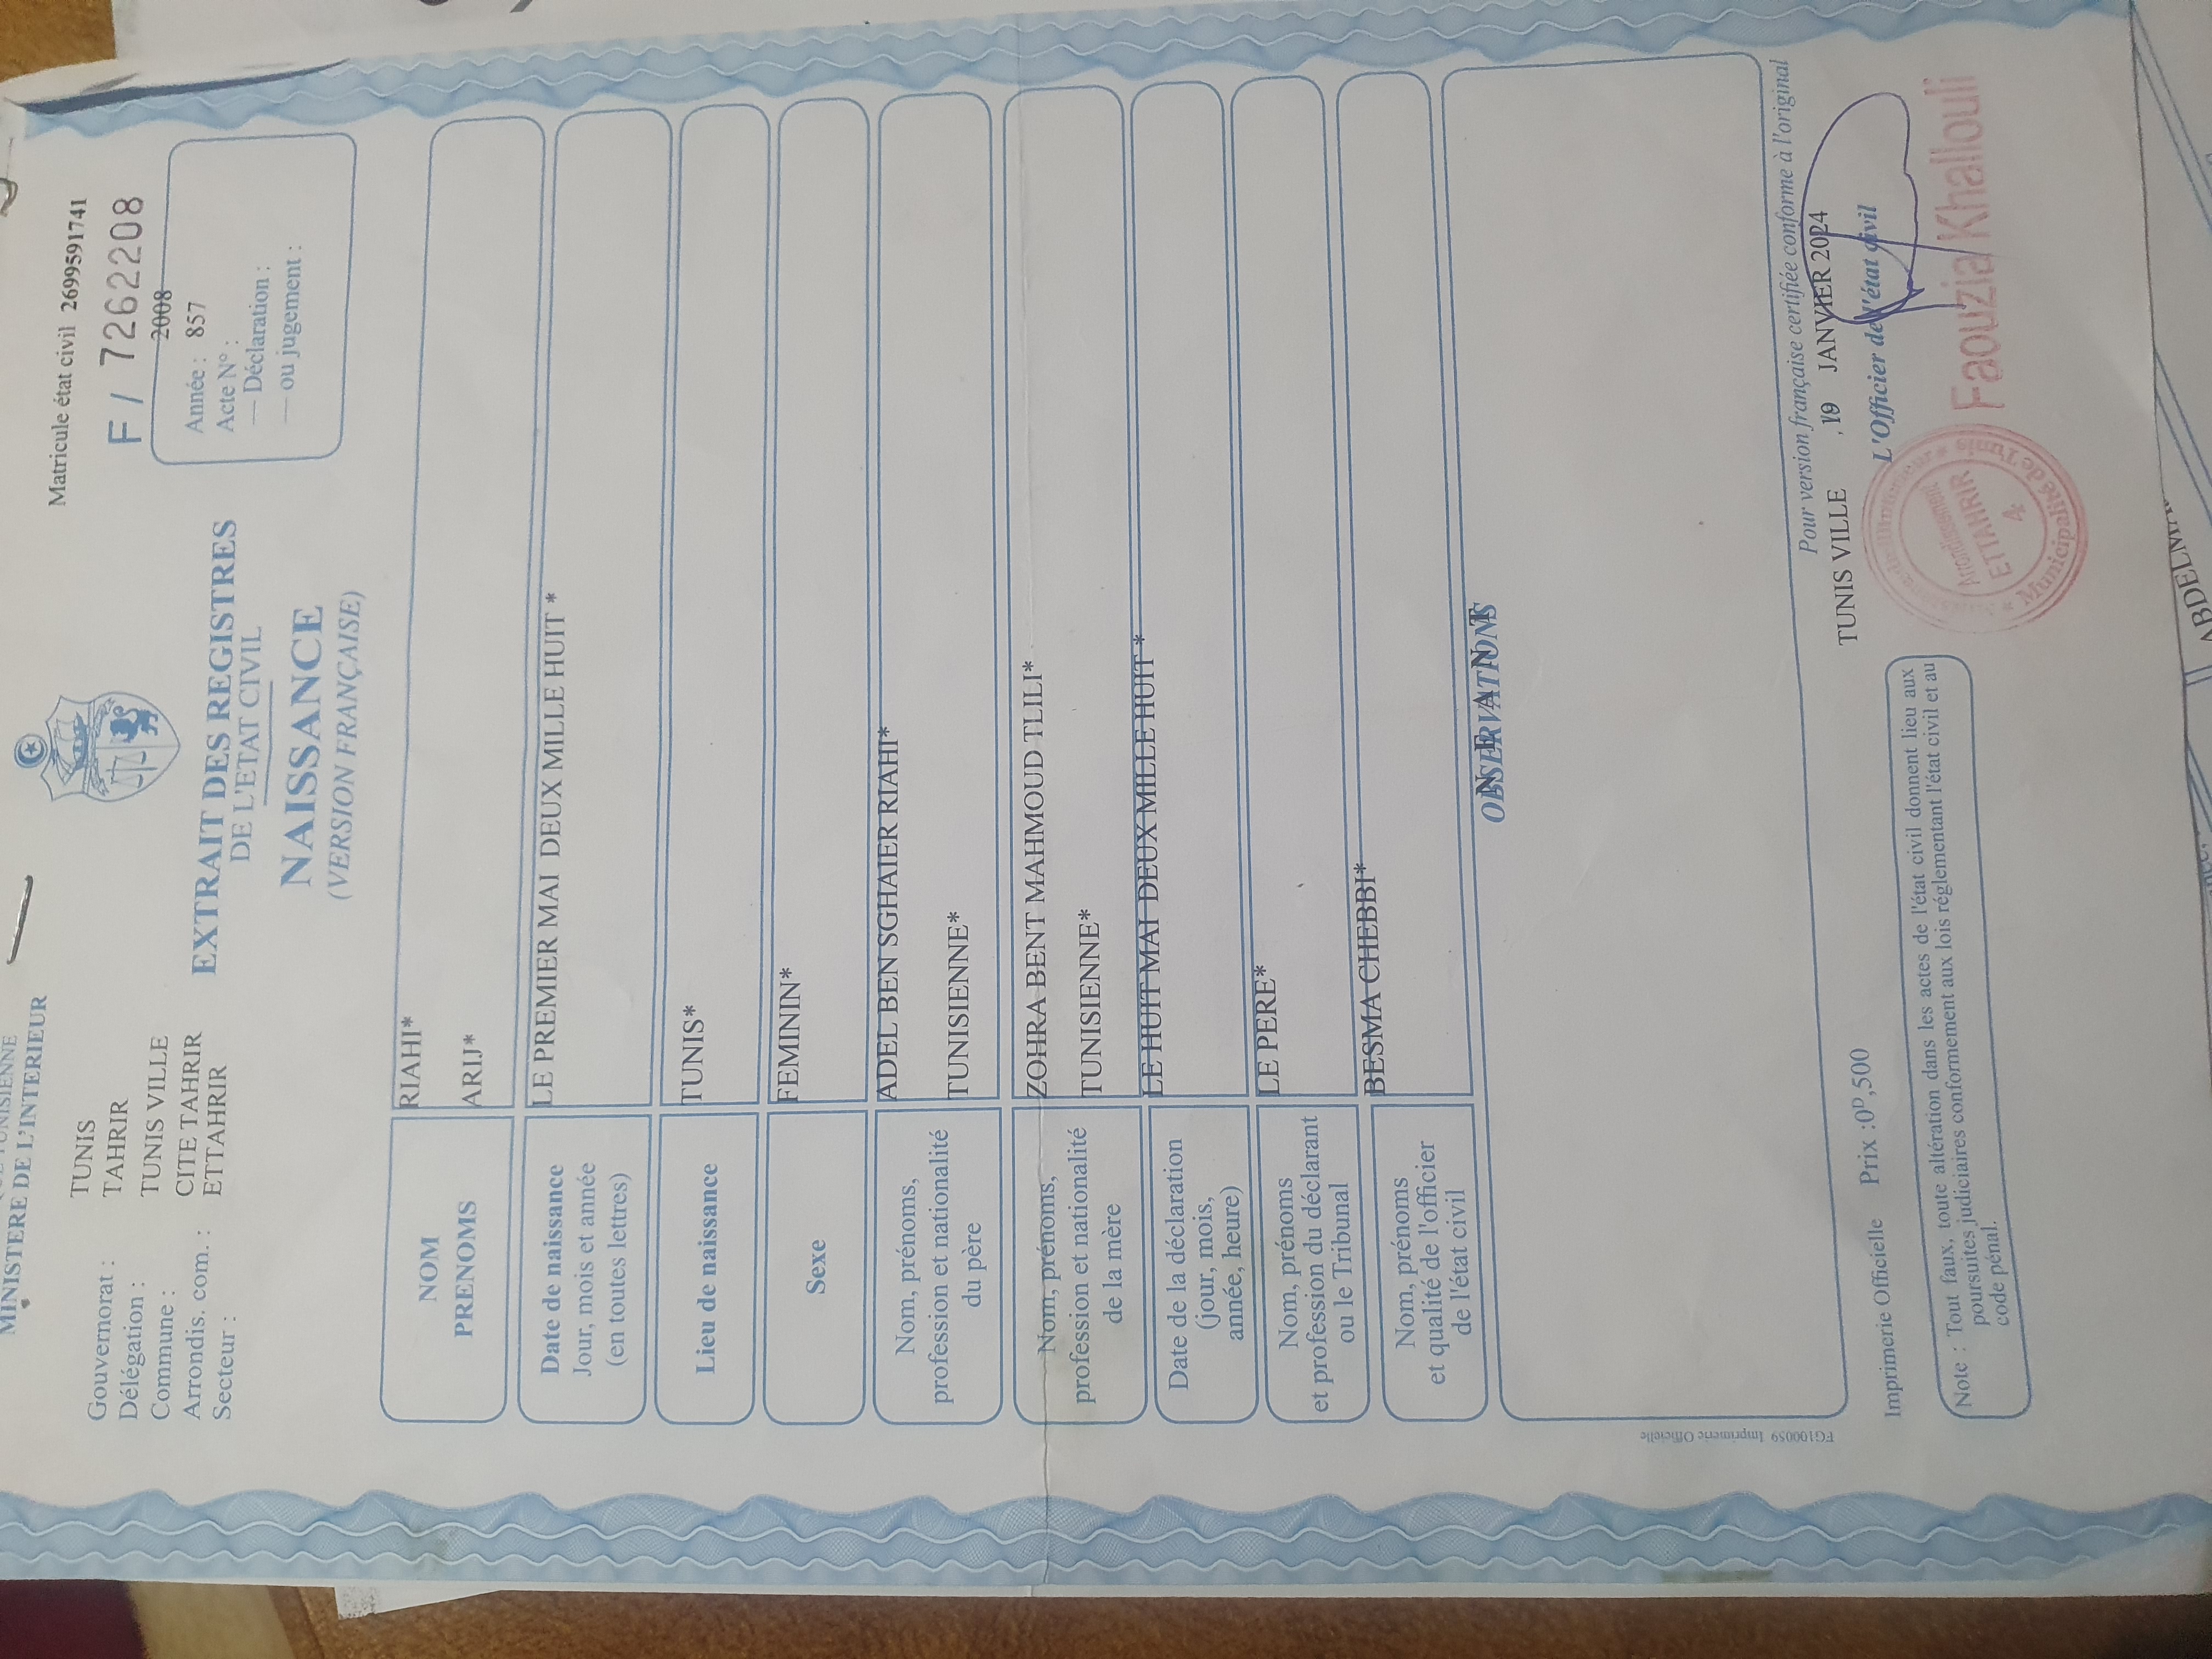 MINISTERE DE L'INTERIEUR
Gouvernorat : TUNIS
Délégation : TAHRIR
Commune : TUNIS VILLE
Arrondis. com. : CITE TAHRIR
Secteur : ETTAHRIR
Matricule état civil 2699591741
F / 7262208
2008
Année : 857
Acte N° :
— Déclaration :
— ou jugement :
EXTRAIT DES REGISTRES
DE L'ETAT CIVIL
NAISSANCE
(VERSION FRANÇAISE)
NOM RIAHI*
PRENOMS ARIJ*
Date de naissance LE PREMIER MAI DEUX MILLE HUIT *
Jour, mois et année
(en toutes lettres)
Lieu de naissance TUNIS*
Sexe FEMININ*
Nom, prénoms, ADEL BEN SGHAIER RIAHI*
profession et nationalité TUNISIENNE*
du père
Nom, prénoms, ZOHRA BENT MAHMOUD TLILI*
profession et nationalité TUNISIENNE*
de la mère
Date de la déclaration LE HUIT MAI DEUX MILLE HUIT *
(jour, mois,
année, heure)
Nom, prénoms LE PERE*
et profession du déclarant
ou le Tribunal
Nom, prénoms BESMA CHEBBI*
et qualité de l'officier
de l'état civil
OBSERVATIONS
N E A N T
Pour version française certifiée conforme à l'original
TUNIS VILLE , 19 JANVIER 2024
L'Officier de l'état civil
Faouzia Khallouli
Arrondissement
ETTAHRIR
4
Municipalité de Tunis
Imprimerie Officielle Prix :0D,500
Note : Tout faux, toute altération dans les actes de l'état civil donnent lieu aux
poursuites judiciaires conformement aux lois réglementant l'état civil et au
code pénal.
FG100059 Imprimerie Officielle